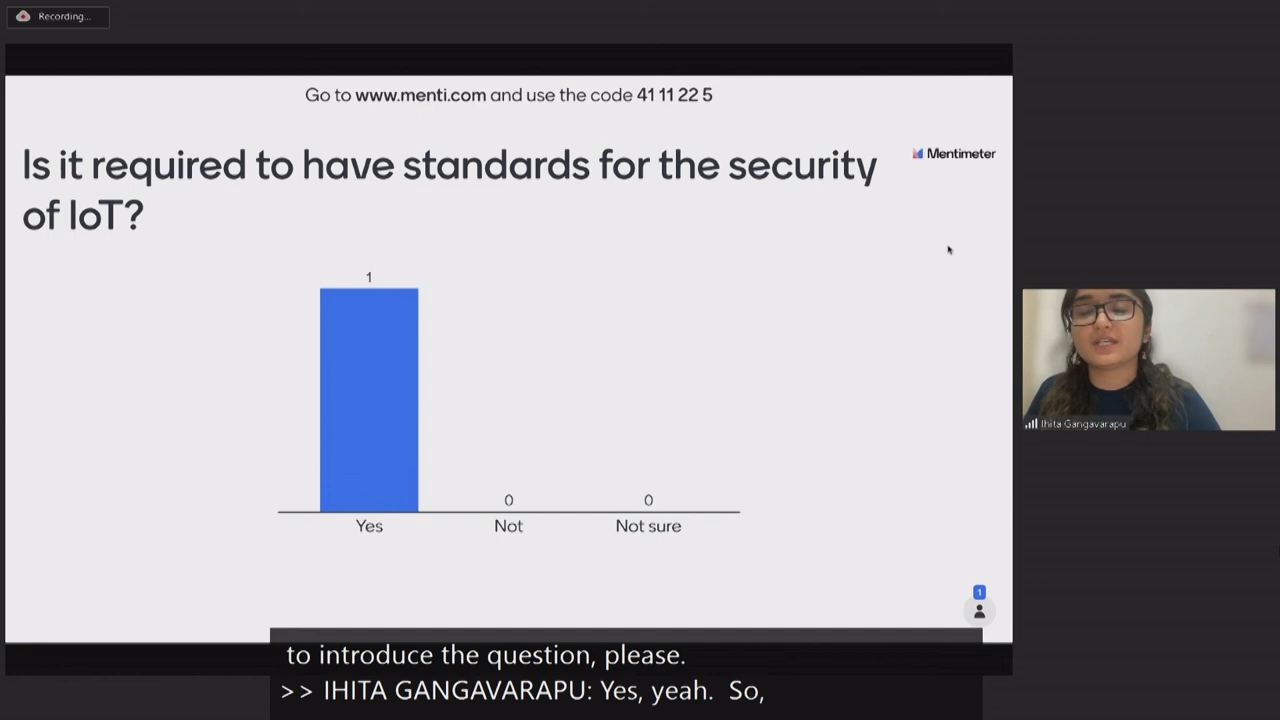 Recording...
Go to www.menti.com and use the code 41 11 22 5
Is it required to have standards for the security
of IoT?
Mentimeter
1
0
0
Yes
Not
Not sure
Ihita Gangavarapu
1
to introduce the question, please.
>> IHITA GANGAVARAPU: Yes, yeah. So,